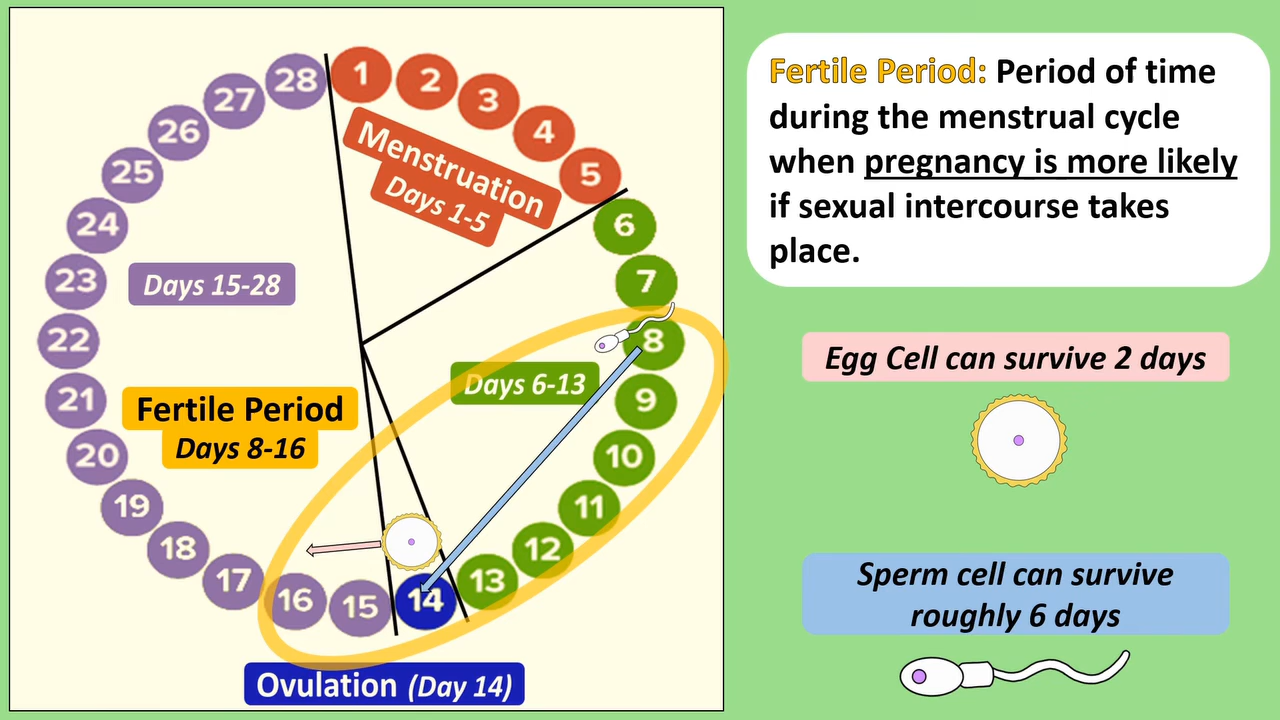 1
2
3
4
5
6
7
8
9
10
11
12
13
14
15
16
17
18
19
20
21
22
23
24
25
26
27
28
Menstruation
Days 1-5
Days 6-13
Days 15-28
Fertile Period
Days 8-16
Ovulation (Day 14)
Fertile Period: Period of time
during the menstrual cycle
when pregnancy is more likely
if sexual intercourse takes
place.
Egg Cell can survive 2 days
Sperm cell can survive
roughly 6 days